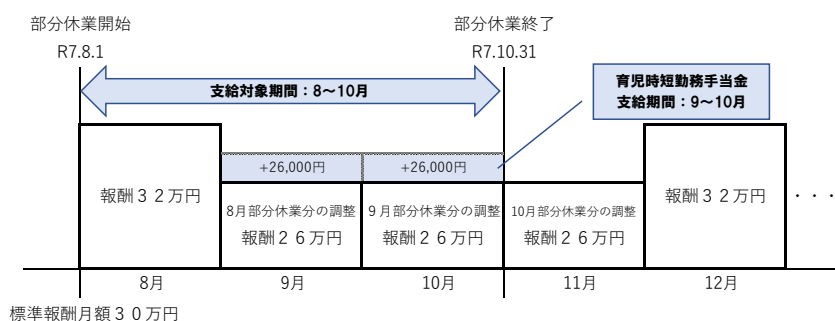 部分休業開始
R7.8.1
部分休業終了
R7.10.31
支給対象期間：8～10月
育児時短勤務手当金
支給期間：9～10月
報酬３２万円
+26,000円
+26,000円
報酬３２万円
・・・
8月部分休業分の調整
報酬２６万円
９月部分休業分の調整
報酬２６万円
10月部分休業分の調整
報酬２６万円
8月
9月
10月
11月
12月
標準報酬月額３０万円